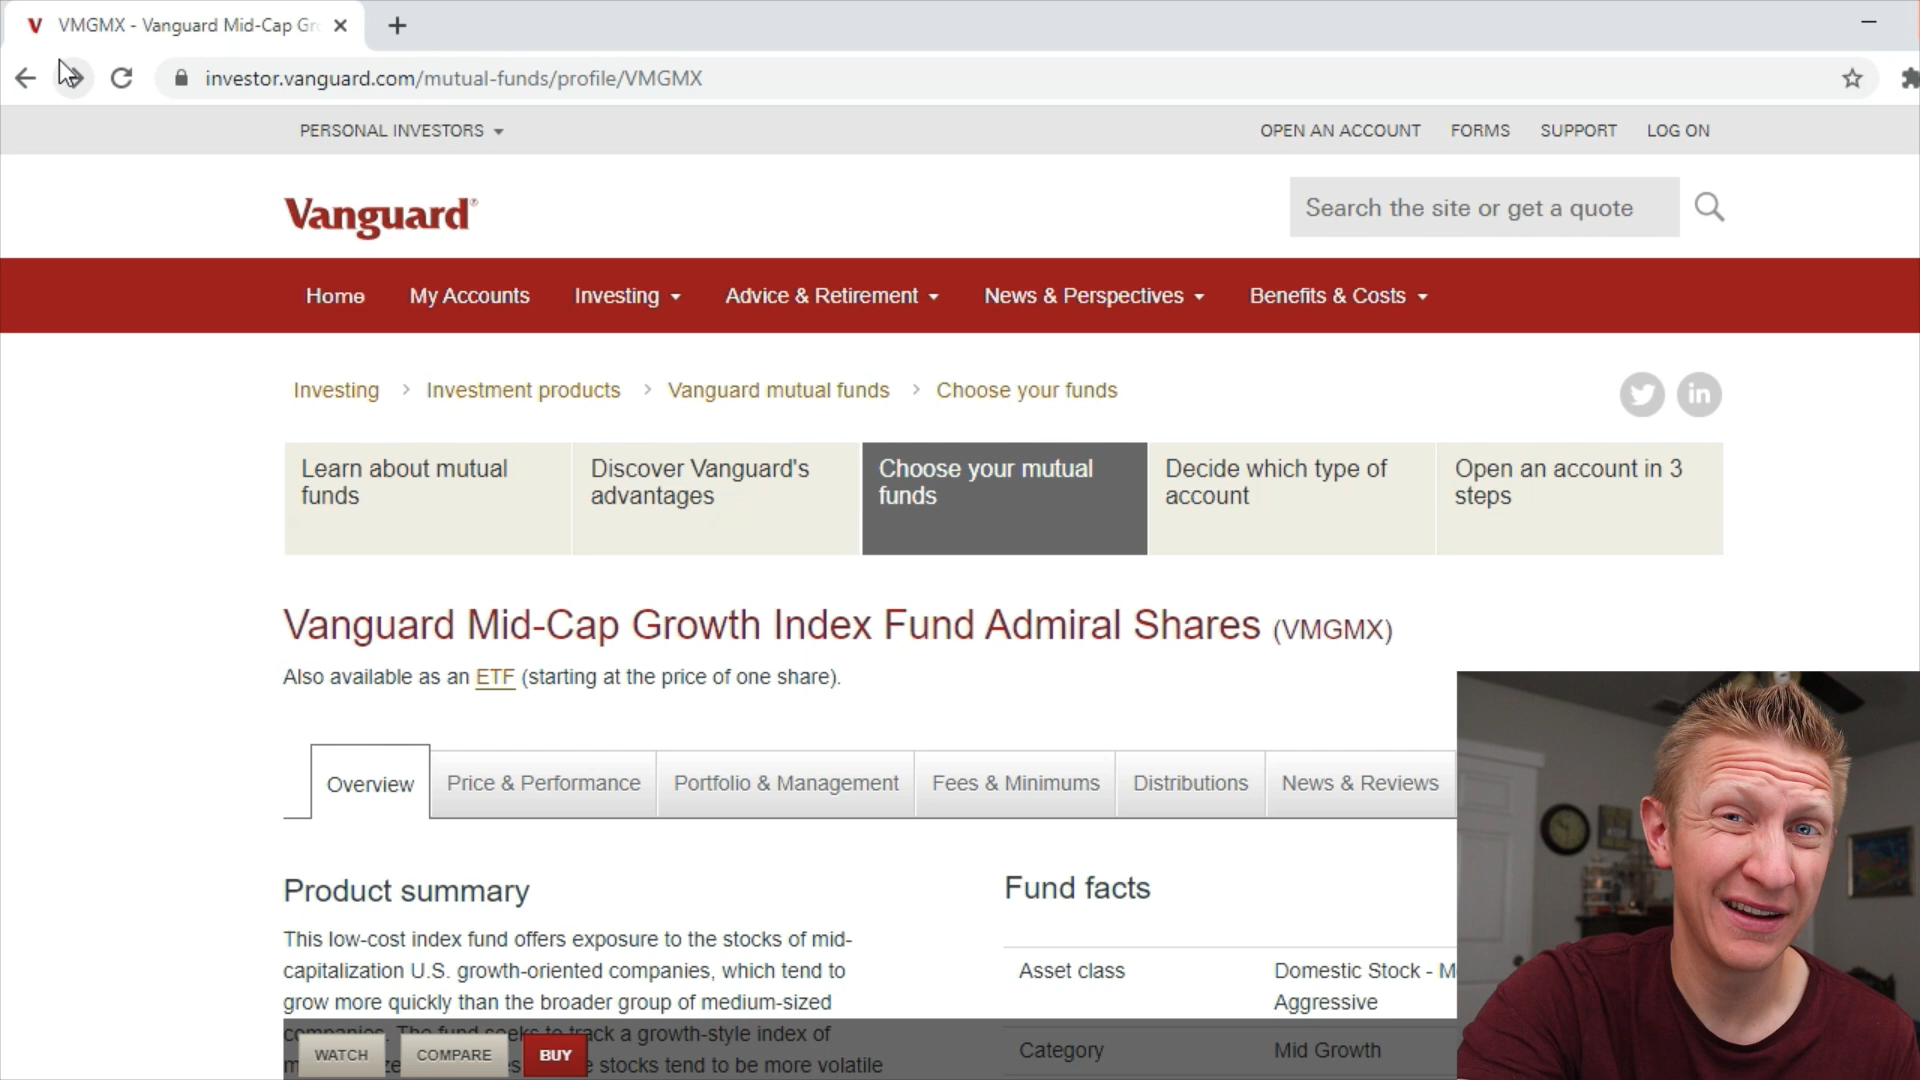 VMGMX - Vanguard Mid-Cap Gr
investor.vanguard.com/mutual-funds/profile/VMGMX
PERSONAL INVESTORS
OPEN AN ACCOUNT FORMS SUPPORT LOG ON
Vanguard®
Search the site or get a quote
Home My Accounts Investing Advice & Retirement News & Perspectives Benefits & Costs
Investing > Investment products > Vanguard mutual funds > Choose your funds
in
Learn about mutual
funds
Discover Vanguard's
advantages
Choose your mutual
funds
Decide which type of
account
Open an account in 3
steps
Vanguard Mid-Cap Growth Index Fund Admiral Shares (VMGMX)
Also available as an ETF (starting at the price of one share).
Overview Price & Performance Portfolio & Management Fees & Minimums Distributions News & Reviews
Product summary
This low-cost index fund offers exposure to the stocks of mid-
capitalization U.S. growth-oriented companies, which tend to
grow more quickly than the broader group of medium-sized
companies. The fund seeks to track a growth-style index of
stocks tend to be more volatile
WATCH COMPARE BUY
Fund facts
Asset class Domestic Stock - M
Aggressive
Category Mid Growth